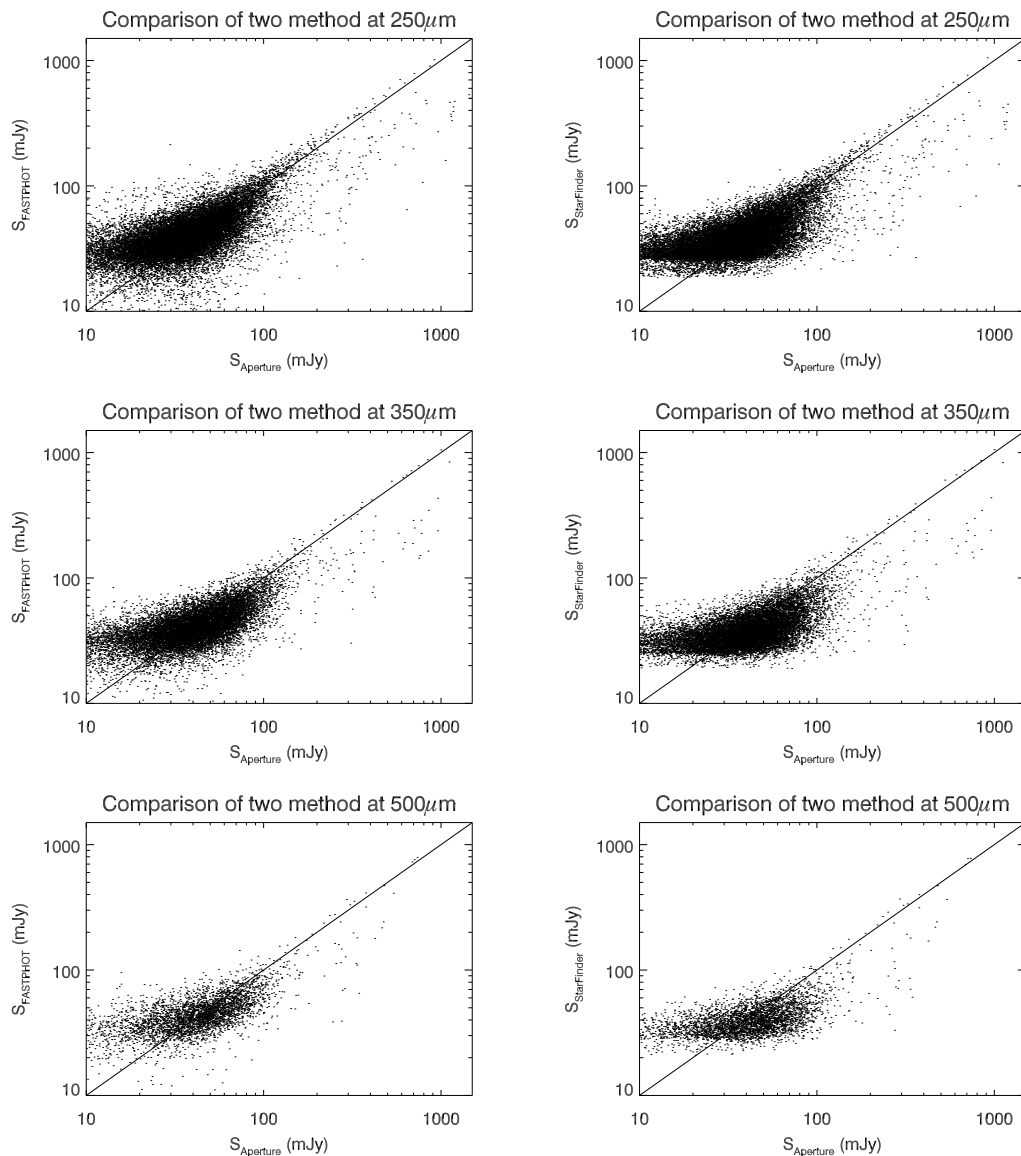 Comparison of two method at 250μm
1000
100
10
S_FASTPHOT (mJy)
10 100 1000
S_Aperture (mJy)
Comparison of two method at 250μm
1000
100
10
S_StarFinder (mJy)
10 100 1000
S_Aperture (mJy)
Comparison of two method at 350μm
1000
100
10
S_FASTPHOT (mJy)
10 100 1000
S_Aperture (mJy)
Comparison of two method at 350μm
1000
100
10
S_StarFinder (mJy)
10 100 1000
S_Aperture (mJy)
Comparison of two method at 500μm
1000
100
10
S_FASTPHOT (mJy)
10 100 1000
S_Aperture (mJy)
Comparison of two method at 500μm
1000
100
10
S_StarFinder (mJy)
10 100 1000
S_Aperture (mJy)